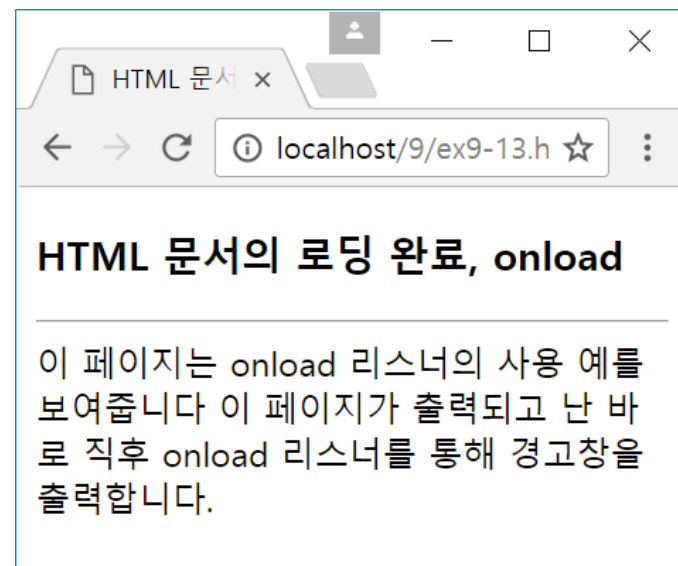 HTML 문서
localhost/9/ex9-13.h
HTML 문서의 로딩 완료, onload
이 페이지는 onload 리스너의 사용 예를
보여줍니다 이 페이지가 출력되고 난 바
로 직후 onload 리스너를 통해 경고창을
출력합니다.